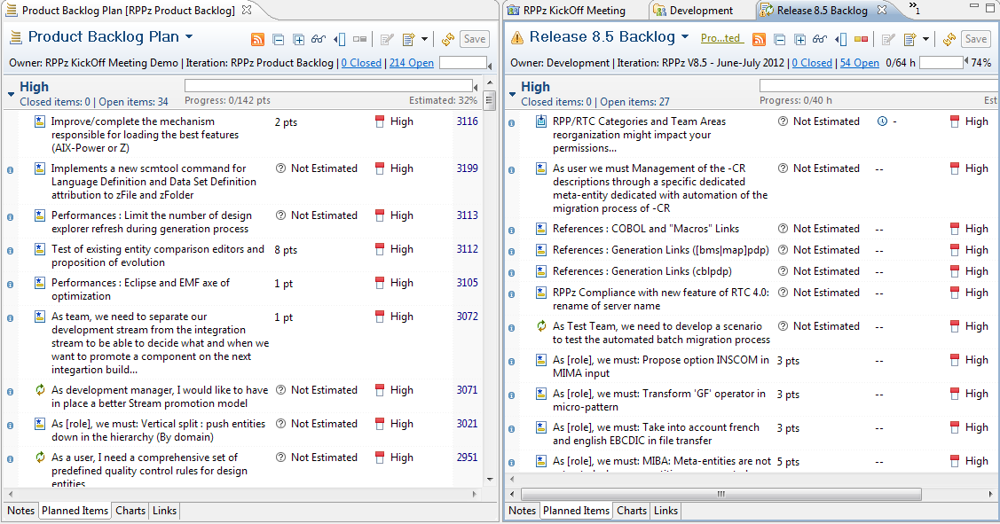 Product Backlog Plan [RPPz Product Backlog]
Product Backlog Plan
Save
Owner: RPPz KickOff Meeting Demo | Iteration: RPPz Product Backlog | 0 Closed | 214 Open
High
Closed items: 0 | Open items: 34
Progress: 0/142 pts
Estimated: 32%
Improve/complete the mechanism
responsible for loading the best features
(AIX-Power or Z)
2 pts
High
3116
Implements a new scmtool command for
Language Definition and Data Set Definition
attribution to zFile and zFolder
Not Estimated
High
3199
Performances : Limit the number of design
explorer refresh during generation process
Not Estimated
High
3113
Test of existing entity comparison editors and
proposition of evolution
8 pts
High
3112
Performances : Eclipse and EMF axe of
optimization
1 pt
High
3105
As team, we need to separate our
development stream from the integration
stream to be able to decide what and when we
want to promote a component on the next
integartion build...
1 pt
High
3072
As development manager, I would like to have
in place a better Stream promotion model
Not Estimated
High
3071
As [role], we must: Vertical split : push entities
down in the hierarchy (By domain)
Not Estimated
High
3021
As a user, I need a comprehensive set of
predefined quality control rules for design
entities
Not Estimated
High
2951
Notes
Planned Items
Charts
Links
RPPz KickOff Meeting
Development
Release 8.5 Backlog
1
Release 8.5 Backlog
Pro...ted_
Save
Owner: Development | Iteration: RPPz V8.5 - June-July 2012 | 0 Closed | 54 Open 0/64 h
74%
High
Closed items: 0 | Open items: 27
Progress: 0/40 h
Est
RPP/RTC Categories and Team Areas
reorganization might impact your
permissions...
Not Estimated
-
High
As user we must Management of the -CR
descriptions through a specific dedicated
meta-entity dedicated with automation of the
migration process of -CR
Not Estimated
--
High
References : COBOL and "Macros" Links
Not Estimated
--
High
References : Generation Links ([bms|map]pdp)
Not Estimated
--
High
References : Generation Links (cblpdp)
Not Estimated
--
High
RPPz Compliance with new feature of RTC 4.0:
rename of server name
Not Estimated
--
High
As Test Team, we need to develop a scenario
to test the automated batch migration process
Not Estimated
--
High
As [role], we must: Propose option INSCOM in
MIMA input
3 pts
--
High
As [role], we must: Transform 'GF' operator in
micro-pattern
3 pts
--
High
As [role], we must: Take into account french
and english EBCDIC in file transfer
3 pts
--
High
As [role], we must: MIBA: Meta-entities are not
5 pts
--
High
Notes
Planned Items
Charts
Links